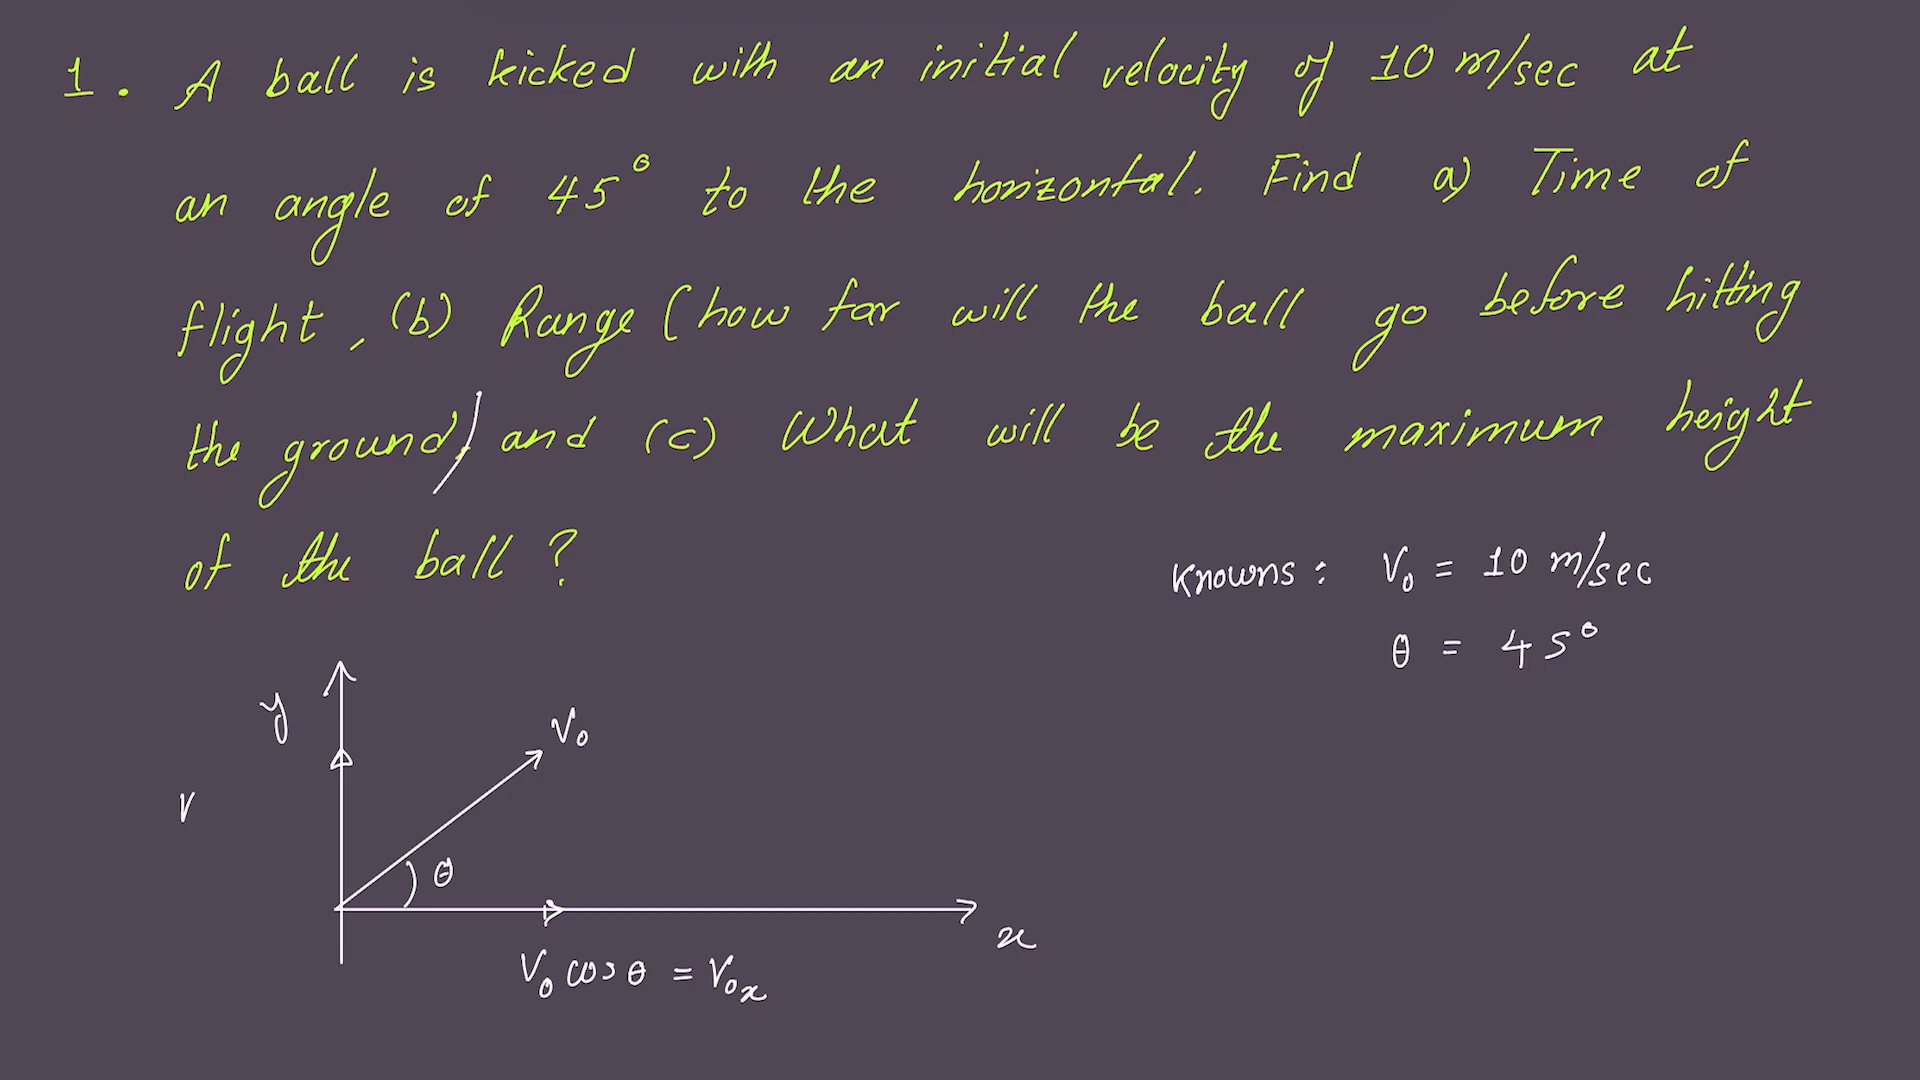 1. A ball is kicked with an initial velocity of 10 m/sec at
an angle of 45° to the horizontal. Find a) Time of
flight, (b) Range (how far will the ball go before hitting
the ground) and (c) What will be the maximum height
of the ball ?
Knowns : V₀ = 10 m/sec
θ = 45°
y
V₀
V
θ
x
V₀ cos θ = V₀ₓ